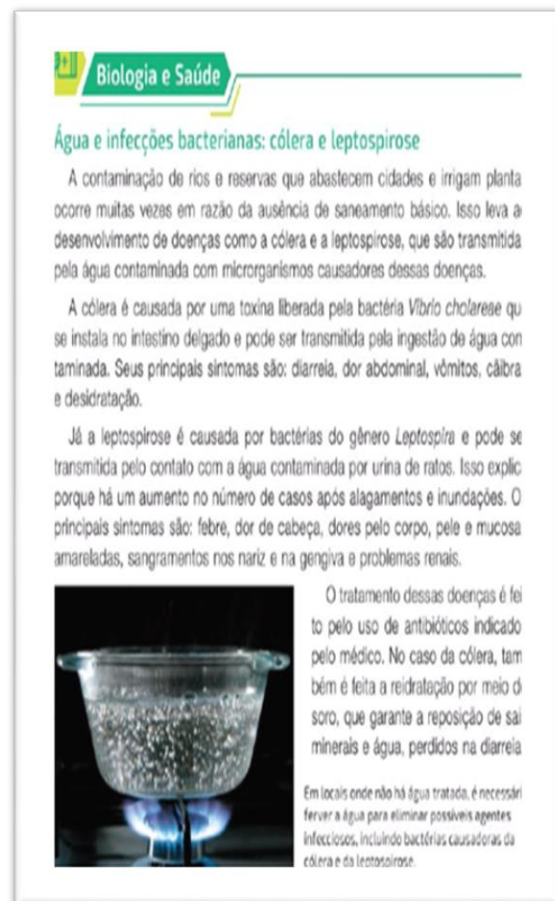 Biologia e Saúde
Água e infecções bacterianas: cólera e leptospirose
A contaminação de rios e reservas que abastecem cidades e irrigam planta
ocorre muitas vezes em razão da ausência de saneamento básico. Isso leva a
desenvolvimento de doenças como a cólera e a leptospirose, que são transmitida
pela água contaminada com microrganismos causadores dessas doenças.
A cólera é causada por uma toxina liberada pela bactéria Vibrio cholareae qu
se instala no intestino delgado e pode ser transmitida pela ingestão de água con
taminada. Seus principais sintomas são: diarreia, dor abdominal, vômitos, cãibra
e desidratação.
Já a leptospirose é causada por bactérias do gênero Leptospira e pode se
transmitida pelo contato com a água contaminada por urina de ratos. Isso explic
porque há um aumento no número de casos após alagamentos e inundações. O
principais sintomas são: febre, dor de cabeça, dores pelo corpo, pele e mucosa
amareladas, sangramentos nos nariz e na gengiva e problemas renais.
O tratamento dessas doenças é fei
to pelo uso de antibióticos indicado
pelo médico. No caso da cólera, tam
bém é feita a reidratação por meio d
soro, que garante a reposição de sai
minerais e água, perdidos na diarreia
Em locais onde não há água tratada, é necessári
ferver a água para eliminar possíveis agentes
infecciosos, incluindo bactérias causadoras da
cólera e da leptospirose.